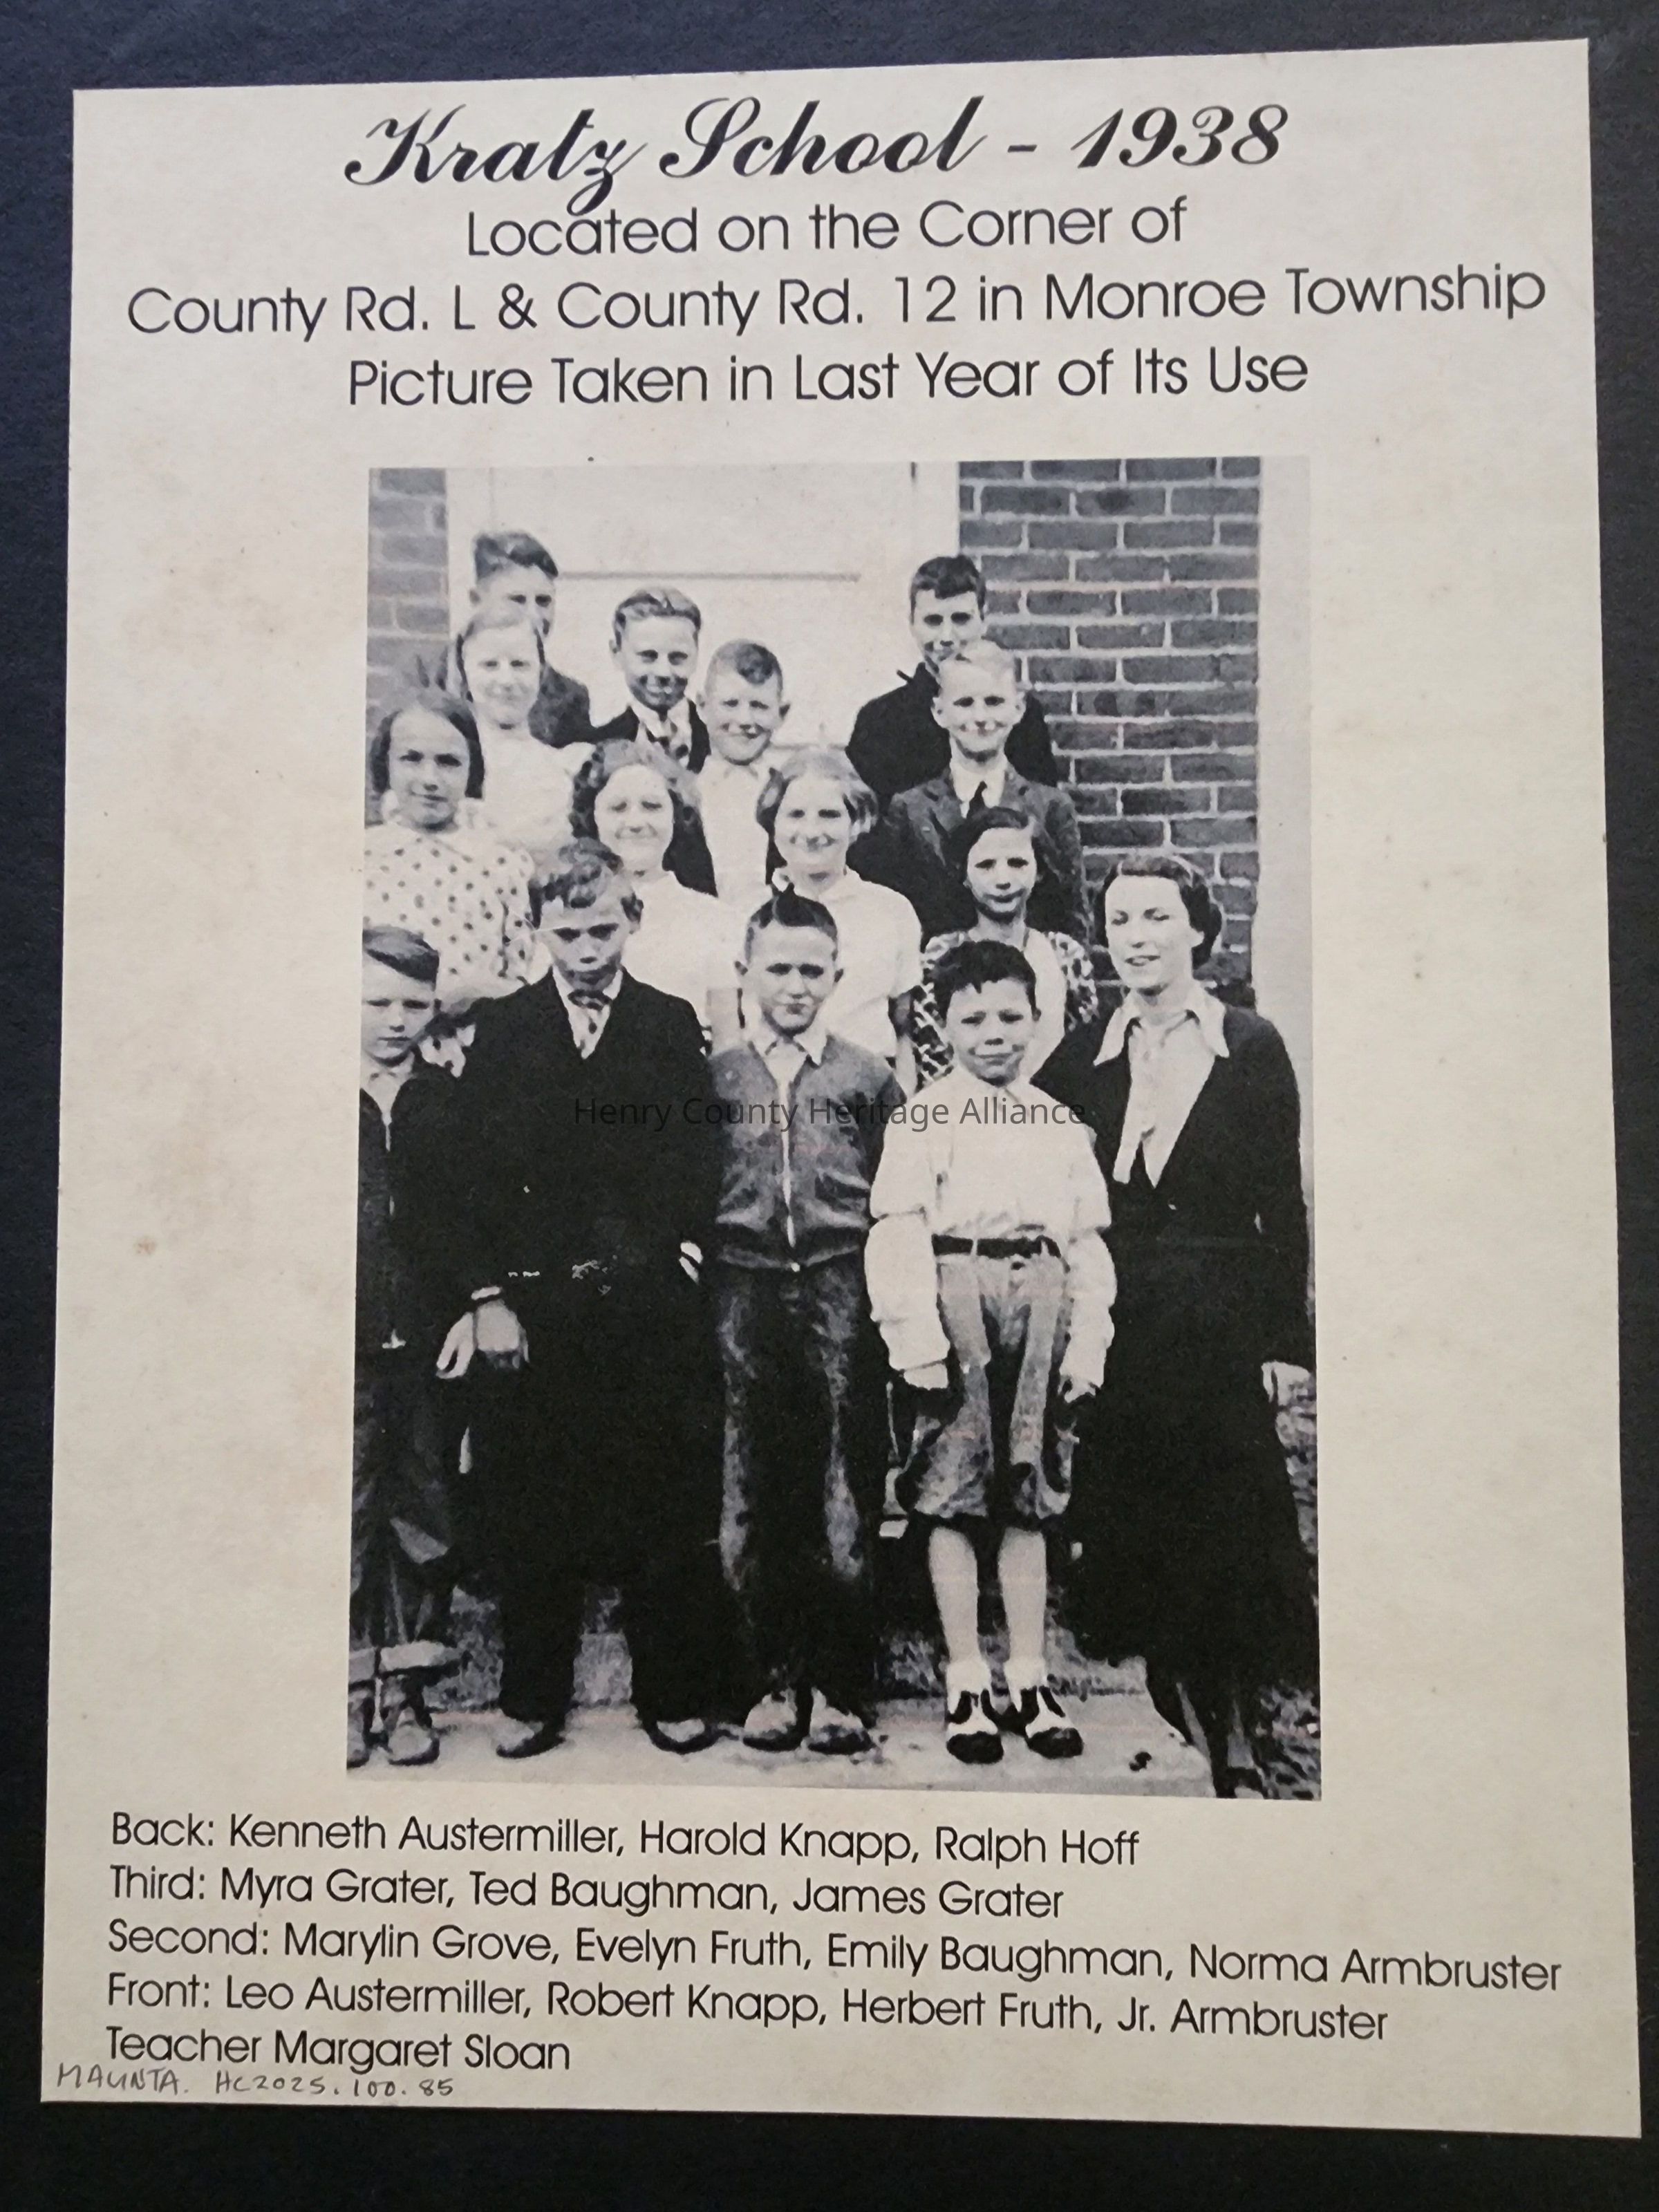 Kratz School - 1938
Located on the Corner of
County Rd. L & County Rd. 12 in Monroe Township
Picture Taken in Last Year of Its Use
Henry County Heritage Alliance
Back: Kenneth Austermiller, Harold Knapp, Ralph Hoff
Third: Myra Grater, Ted Baughman, James Grater
Second: Marylin Grove, Evelyn Fruth, Emily Baughman, Norma Armbruster
Front: Leo Austermiller, Robert Knapp, Herbert Fruth, Jr. Armbruster
Teacher Margaret Sloan
MALINTA. HC2025.100.85